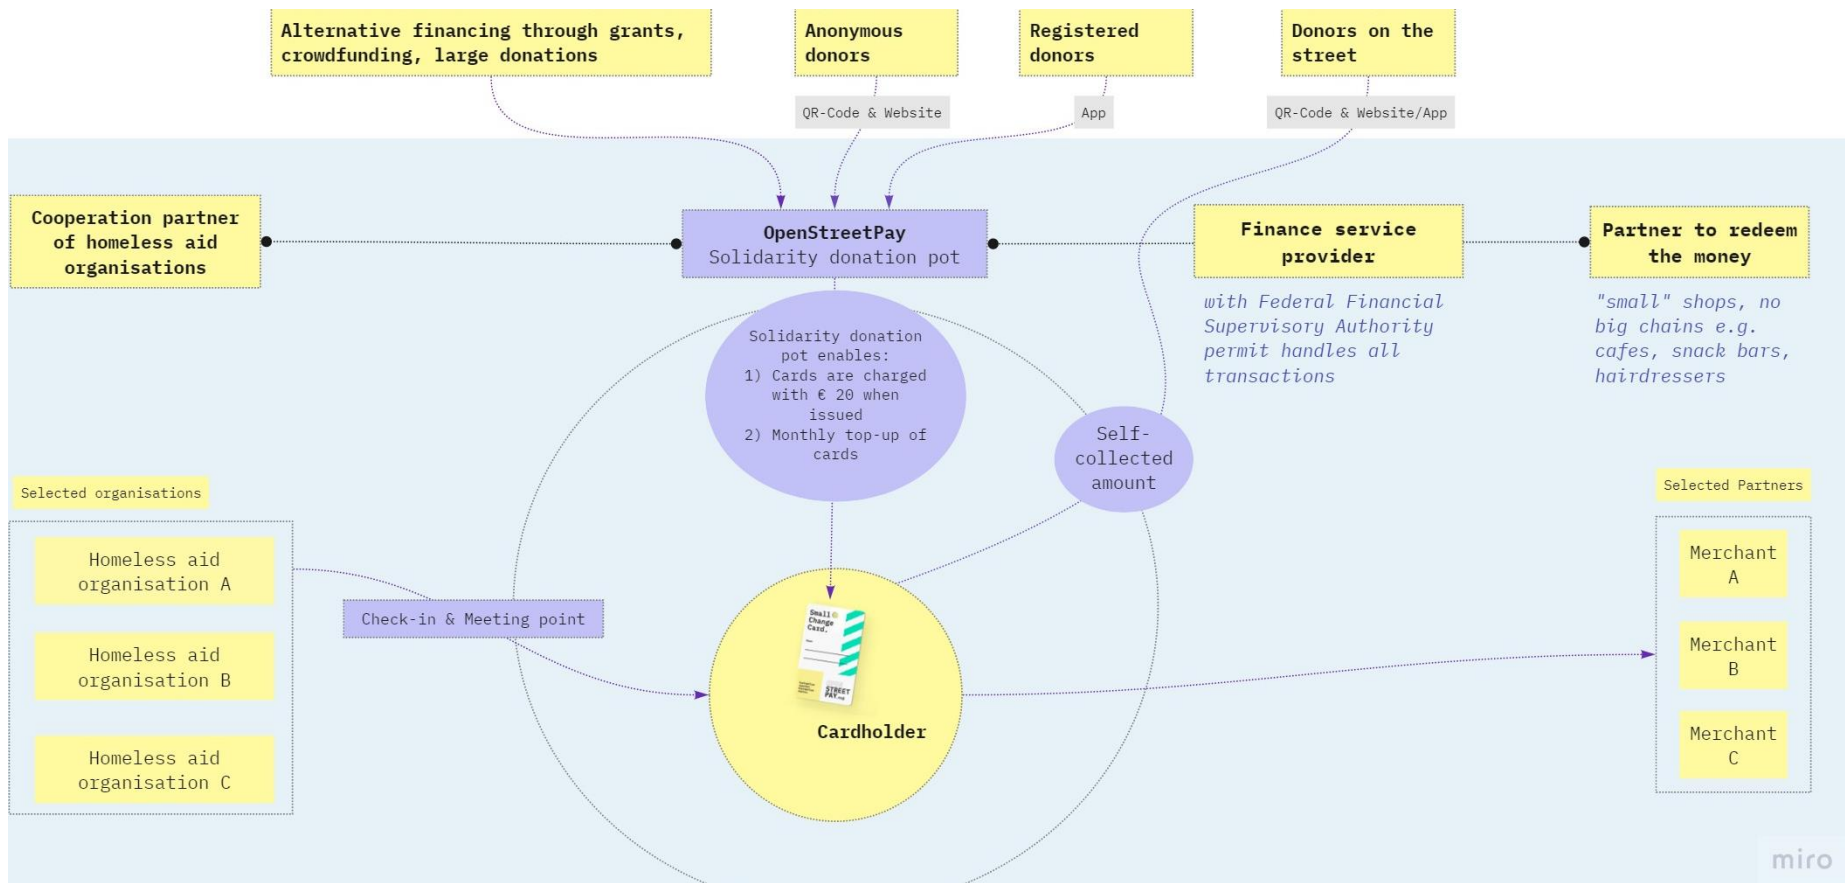 Alternative financing through grants,
crowdfunding, large donations
Anonymous
donors
Registered
donors
Donors on the
street
QR-Code & Website
App
QR-Code & Website/App
Cooperation partner
of homeless aid
organisations
OpenStreetPay
Solidarity donation pot
Finance service
provider
Partner to redeem
the money
with Federal Financial
Supervisory Authority
permit handles all
transactions
"small" shops, no
big chains e.g.
cafes, snack bars,
hairdressers
Solidarity donation
pot enables:
1) Cards are charged
with € 20 when
issued
2) Monthly top-up of
cards
Self-
collected
amount
Selected organisations
Homeless aid
organisation A
Homeless aid
organisation B
Homeless aid
organisation C
Check-in & Meeting point
Small
Change
Card.
STREET
PAY
Cardholder
Selected Partners
Merchant
A
Merchant
B
Merchant
C
miro